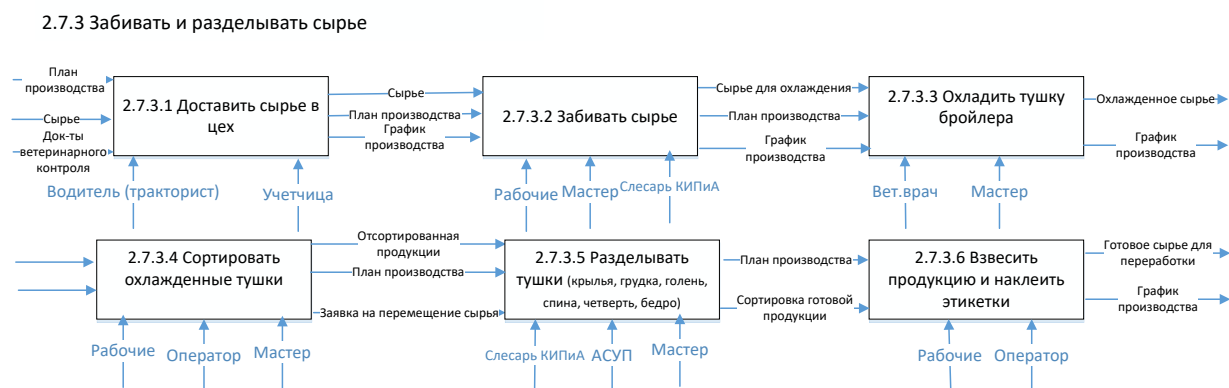 2.7.3 Забивать и разделывать сырье
План
производства
Сырье
Док-ты
ветеринарного
контроля
2.7.3.1 Доставить сырье в
цех
Водитель (тракторист)
Учетчица
Сырье
План производства
График
производства
2.7.3.2 Забивать сырье
Рабочие
Мастер
Слесарь КИПиА
Сырье для охлаждения
План производства
График
производства
2.7.3.3 Охладить тушку
бройлера
Вет.врач
Мастер
Охлажденное сырье
График
производства
2.7.3.4 Сортировать
охлажденные тушки
Рабочие
Оператор
Мастер
Отсортированная
продукции
План производства
Заявка на перемещение сырья
2.7.3.5 Разделывать
тушки (крылья, грудка, голень,
спина, четверть, бедро)
Слесарь КИПиА
АСУП
Мастер
План производства
Сортировка готовой
продукции
2.7.3.6 Взвесить
продукцию и наклеить
этикетки
Рабочие
Оператор
Готовое сырье для
переработки
График
производства